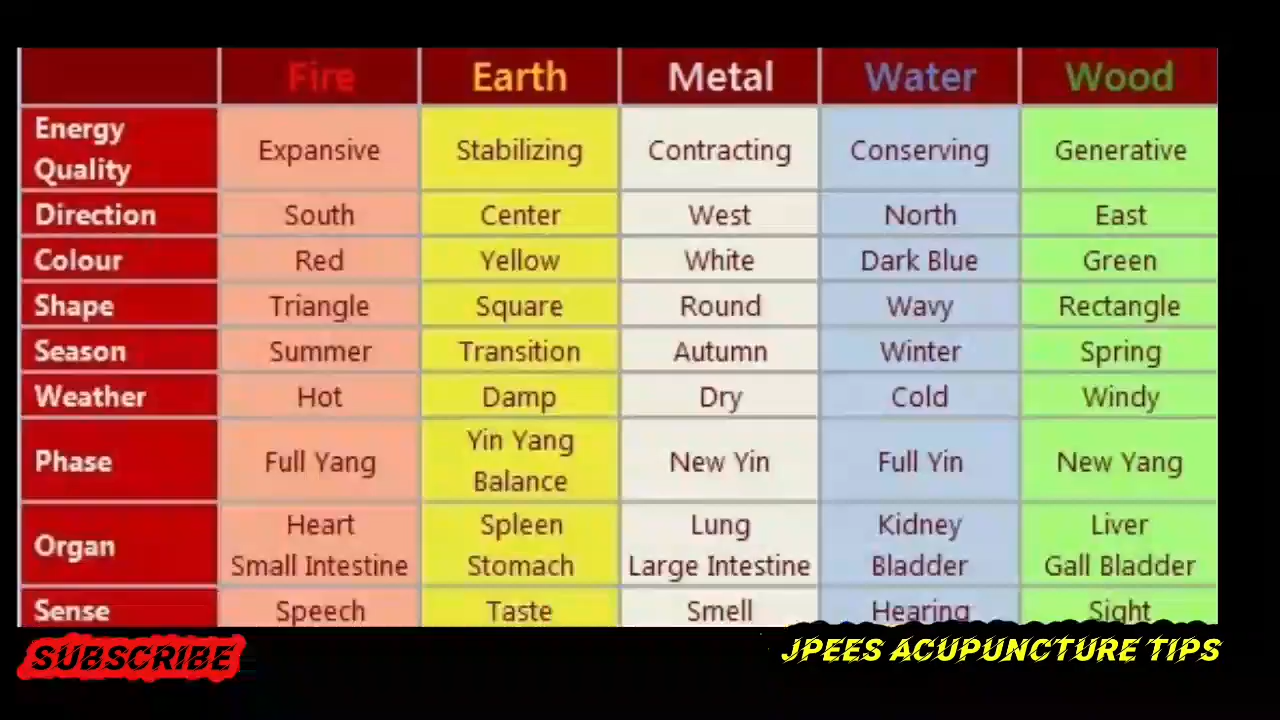 Fire Earth Metal Water Wood
Energy Quality Expansive Stabilizing Contracting Conserving Generative
Direction South Center West North East
Colour Red Yellow White Dark Blue Green
Shape Triangle Square Round Wavy Rectangle
Season Summer Transition Autumn Winter Spring
Weather Hot Damp Dry Cold Windy
Phase Full Yang Yin Yang Balance New Yin Full Yin New Yang
Organ Heart Small Intestine Spleen Stomach Lung Large Intestine Kidney Bladder Liver Gall Bladder
Sense Speech Taste Smell Hearing Sight
SUBSCRIBE JPEES ACUPUNCTURE TIPS